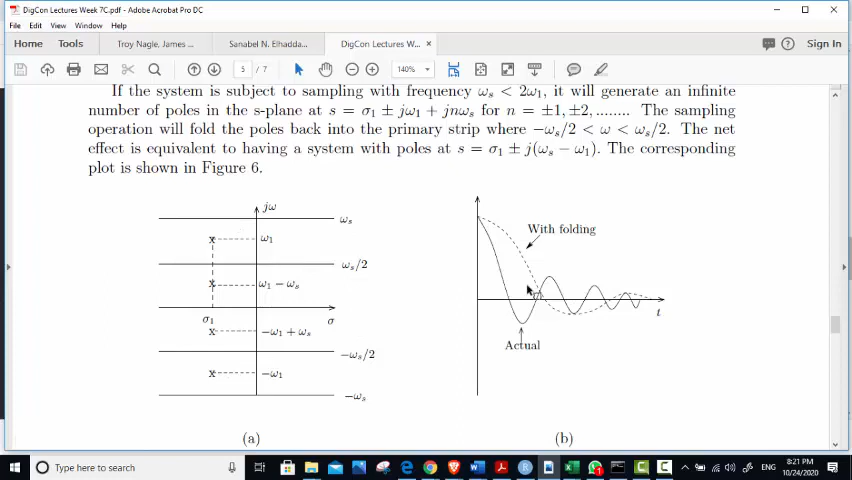 DigCon Lectures Week 7C.pdf - Adobe Acrobat Pro DC
File Edit View Window Help
Home Tools Troy Nagle, James ... Sanabel N. Elhadda... DigCon Lectures W... × Sign In
5 / 7 140%
If the system is subject to sampling with frequency ωs < 2ω1, it will generate an infinite
number of poles in the s-plane at s = σ1 ± jω1 + jnωs for n = ±1, ±2, ........ The sampling
operation will fold the poles back into the primary strip where −ωs/2 < ω < ωs/2. The net
effect is equivalent to having a system with poles at s = σ1 ± j(ωs − ω1). The corresponding
plot is shown in Figure 6.
jω
ωs
ω1
ωs/2
ω1 − ωs
σ1
σ
−ω1 + ωs
−ωs/2
−ω1
−ωs
(a)
With folding
t
Actual
(b)
Type here to search
ENG
8:21 PM
10/24/2020